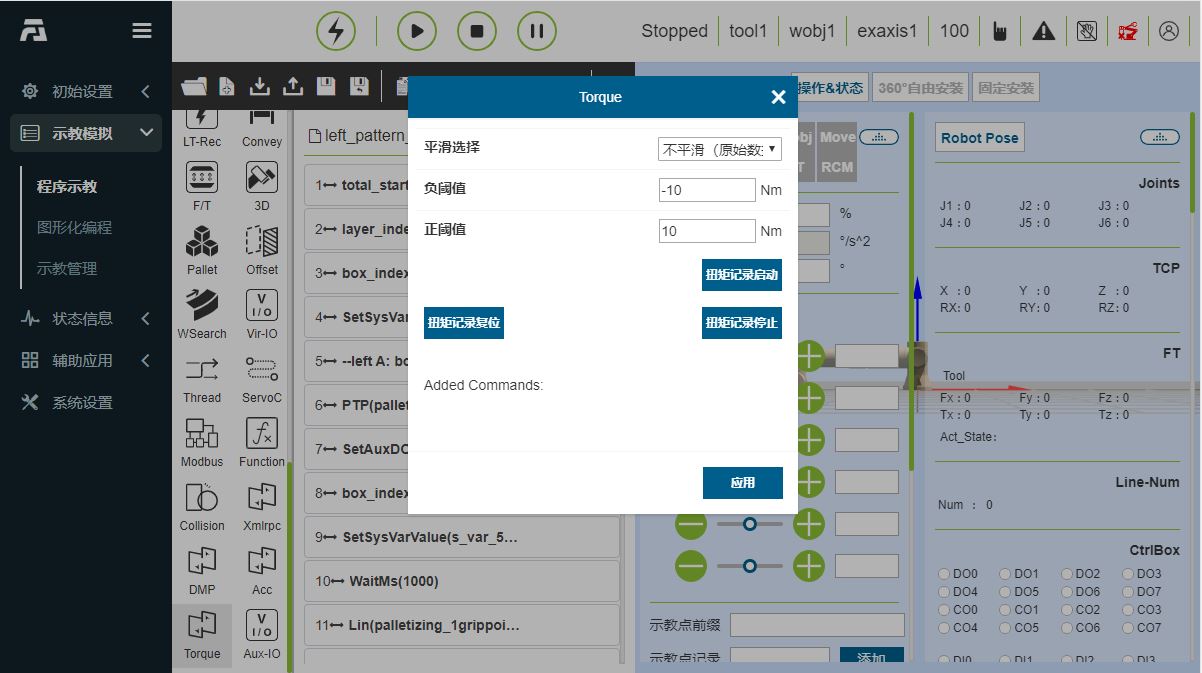 Stopped
tool1
wobj1
exaxis1
100
初始设置
示教模拟
程序示教
图形化编程
示教管理
状态信息
辅助应用
系统设置
LT-Rec
Convey
F/T
3D
Pallet
Offset
WSearch
Vir-IO
Thread
ServoC
Modbus
Function
Collision
Xmlrpc
DMP
Acc
Torque
Aux-IO
left_pattern_
1 total_start
2 layer_inde
3 box_index
4 SetSysVar
5 --left A: bo
6 PTP(pallet
7 SetAuxDO
8 box_index
9 SetSysVarValue(s_var_5…
10 WaitMs(1000)
11 Lin(palletizing_1grippoi…
Torque
平滑选择
不平滑（原始数
负阈值
-10
Nm
正阈值
10
Nm
扭矩记录启动
扭矩记录复位
扭矩记录停止
Added Commands:
应用
操作&状态
360°自由安装
固定安装
bj
Move
T
RCM
%
°/s^2
°
示教点前缀
示教点记录
添加
Robot Pose
Joints
J1：0 J2：0 J3：0
J4：0 J5：0 J6：0
TCP
X ：0 Y ：0 Z ：0
RX：0 RY：0 RZ：0
FT
Tool
Fx：0 Fy：0 Fz：0
Tx：0 Ty：0 Tz：0
Act_State：
Line-Num
Num ： 0
CtrlBox
DO0 DO1 DO2 DO3
DO4 DO5 DO6 DO7
CO0 CO1 CO2 CO3
CO4 CO5 CO6 CO7
DI0 DI1 DI2 DI3